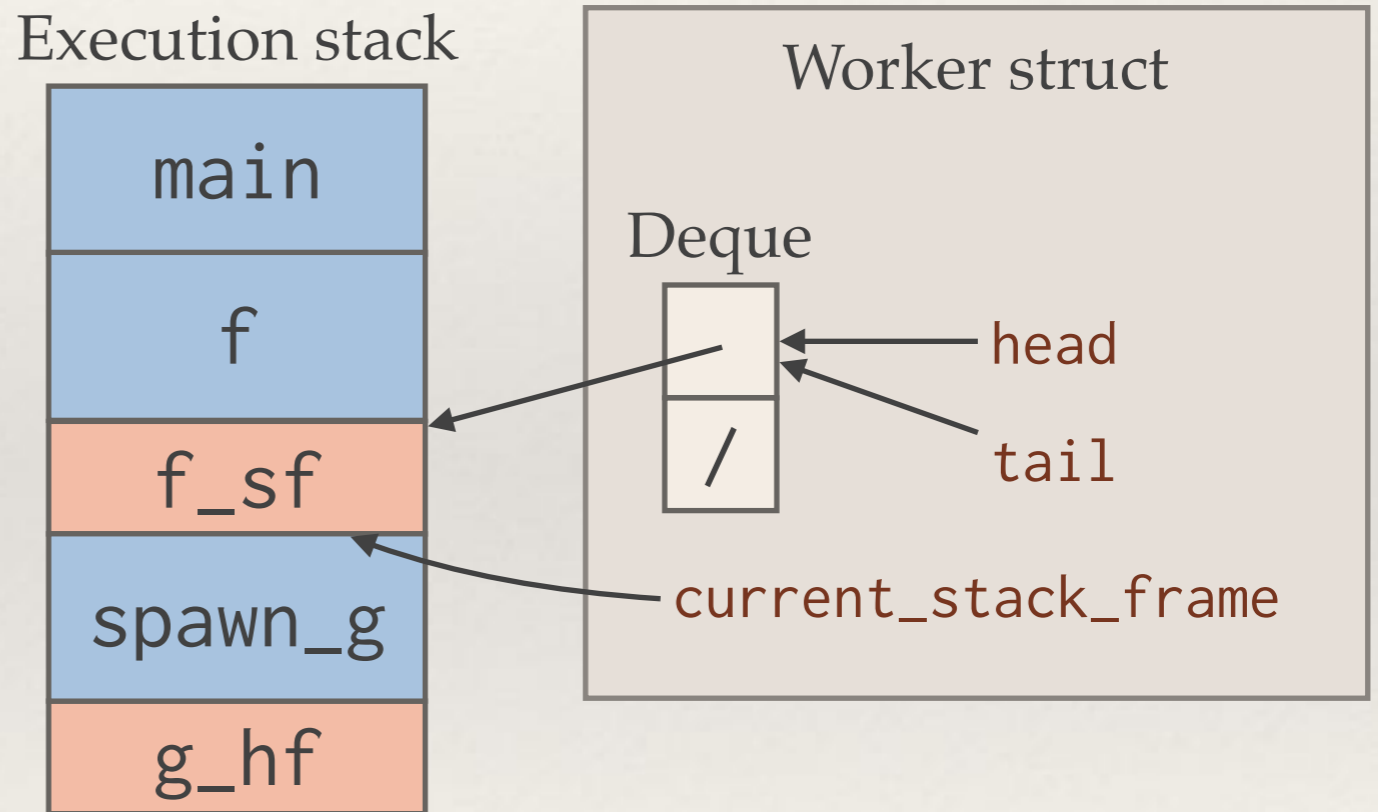 Execution stack
main
f
f_sf
spawn_g
g_hf
Worker struct
Deque
/
head
tail
current_stack_frame